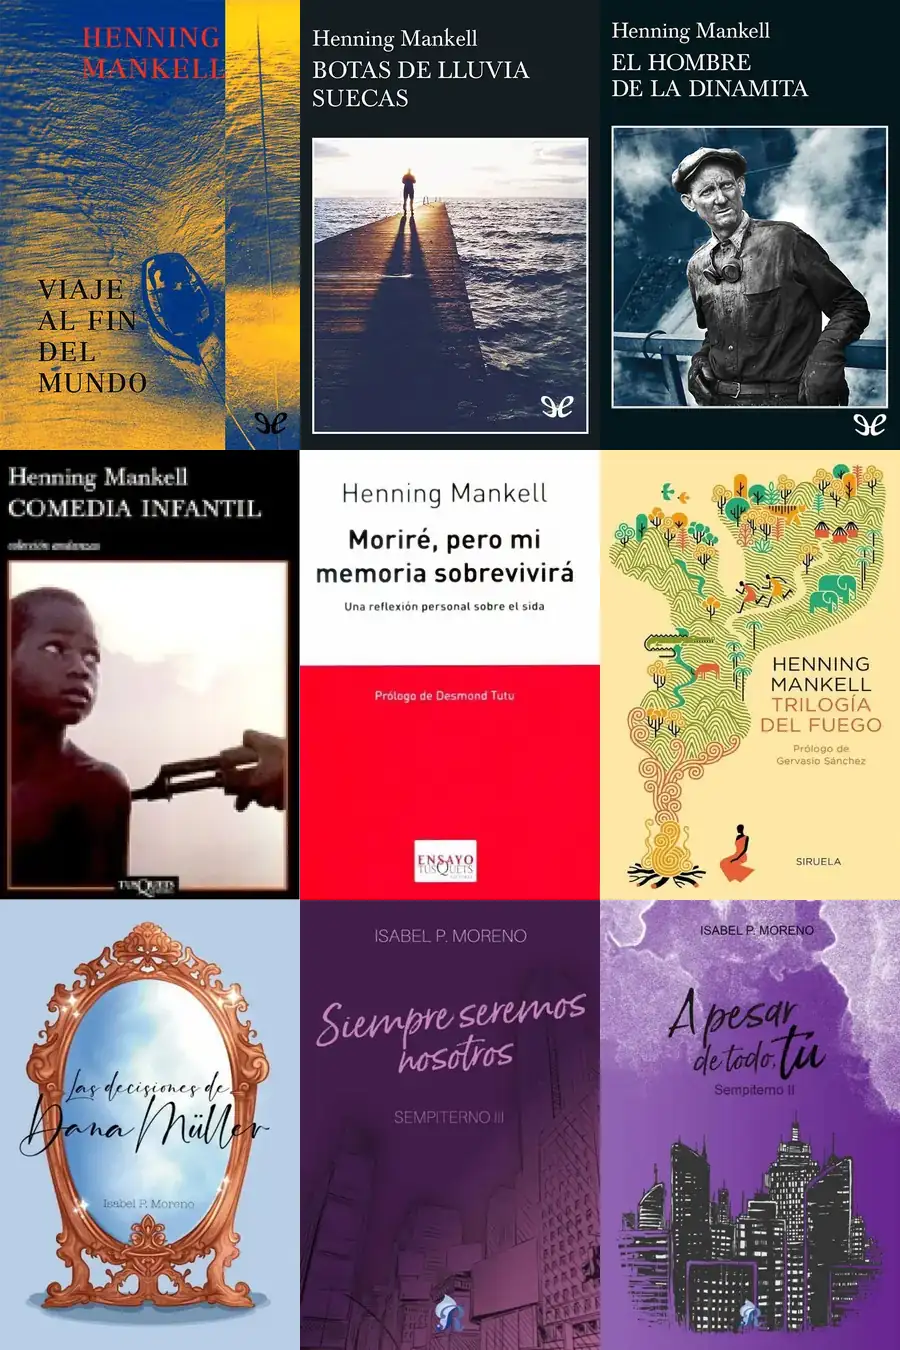 HENNING
MANKELL
VIAJE
AL FIN
DEL
MUNDO
Henning Mankell
BOTAS DE LLUVIA
SUECAS
Henning Mankell
EL HOMBRE
DE LA DINAMITA
Henning Mankell
COMEDIA INFANTIL
colección andanzas
TUSQUETS
Henning Mankell
Moriré, pero mi
memoria sobrevivirá
Una reflexión personal sobre el sida
Prólogo de Desmond Tutu
ENSAYO
TUSQUETS
HENNING
MANKELL
TRILOGÍA
DEL FUEGO
Prólogo de
Gervasio Sánchez
SIRUELA
Las decisiones de
Dana Müller
Isabel P. Moreno
ISABEL P. MORENO
Siempre seremos
nosotros
SEMPITERNO III
ISABEL P. MORENO
A pesar
de todo, tú
Sempiterno II